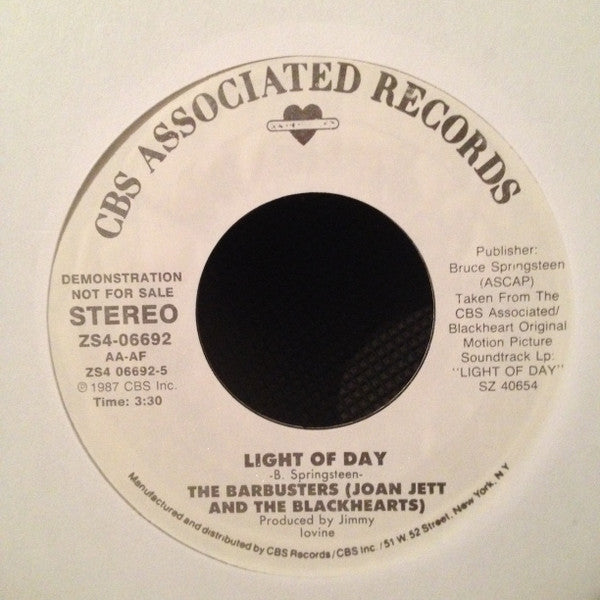 CBS ASSOCIATED RECORDS
DEMONSTRATION
NOT FOR SALE
STEREO
ZS4-06692
AA-AF
ZS4 06692-5
℗ 1987 CBS Inc.
Time: 3:30
Publisher:
Bruce Springsteen
(ASCAP)
Taken From The
CBS Associated/
Blackheart Original
Motion Picture
Soundtrack Lp:
"LIGHT OF DAY"
SZ 40654
LIGHT OF DAY
-B. Springsteen-
THE BARBUSTERS (JOAN JETT
AND THE BLACKHEARTS)
Produced by Jimmy
Iovine
Manufactured and distributed by CBS Records/CBS Inc./51 W. 52 Street, New York, N.Y.